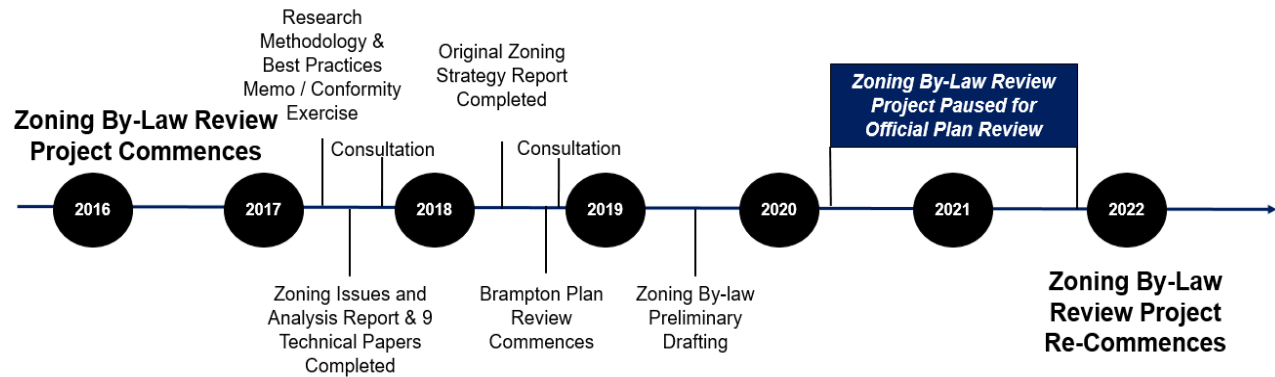 Zoning By-Law Review
Project Commences
Research
Methodology &
Best Practices
Memo / Conformity
Exercise
Consultation
Original Zoning
Strategy Report
Completed
Consultation
Zoning By-Law Review
Project Paused for
Official Plan Review
2016
2017
2018
2019
2020
2021
2022
Zoning Issues and
Analysis Report & 9
Technical Papers
Completed
Brampton Plan
Review
Commences
Zoning By-law
Preliminary
Drafting
Zoning By-Law
Review Project
Re-Commences